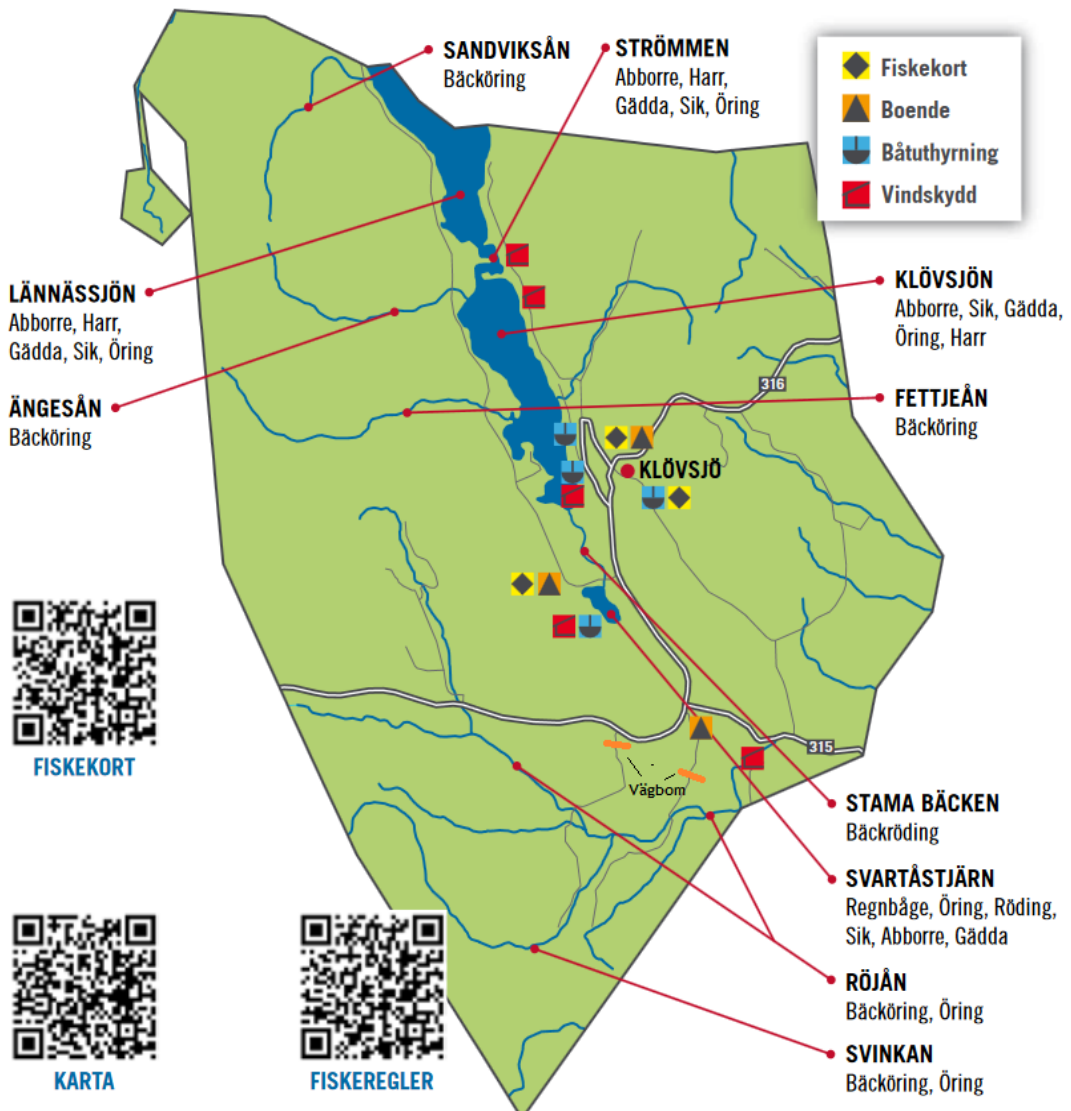 SANDVIKSÅN
Bäcköring
STRÖMMEN
Abborre, Harr,
Gädda, Sik, Öring
Fiskekort
Boende
Båtuthyrning
Vindskydd
LÄNNÄSSJÖN
Abborre, Harr,
Gädda, Sik, Öring
KLÖVSJÖN
Abborre, Sik, Gädda,
Öring, Harr
ÄNGESÅN
Bäcköring
316
FETTJEÅN
Bäcköring
KLÖVSJÖ
FISKEKORT
315
Vägbom
STAMA BÄCKEN
Bäckröding
SVARTÅSTJÄRN
Regnbåge, Öring, Röding,
Sik, Abborre, Gädda
RÖJÅN
Bäcköring, Öring
SVINKAN
Bäcköring, Öring
KARTA
FISKEREGLER